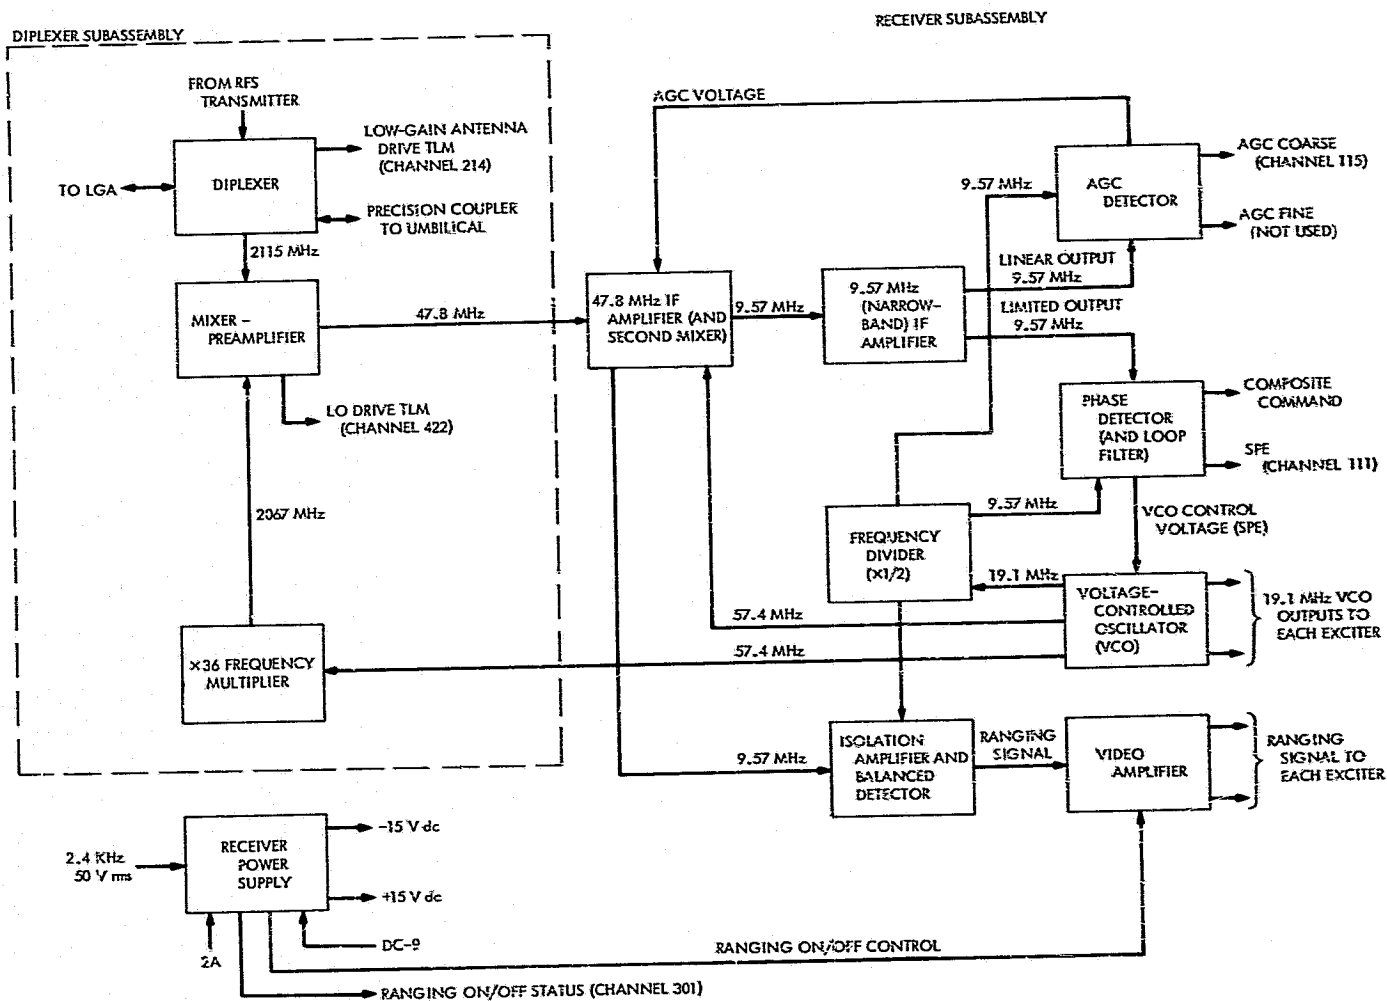 RECEIVER SUBASSEMBLY
DIPLEXER SUBASSEMBLY
FROM RFS
TRANSMITTER
LOW-GAIN ANTENNA
DRIVE TLM
(CHANNEL 214)
DIPLEXER
TO LGA
PRECISION COUPLER
TO UMBILICAL
2115 MHz
MIXER -
PREAMPLIFIER
47.8 MHz
LO DRIVE TLM
(CHANNEL 422)
2067 MHz
×36 FREQUENCY
MULTIPLIER
AGC VOLTAGE
AGC
DETECTOR
AGC COARSE
(CHANNEL 115)
AGC FINE
(NOT USED)
9.57 MHz
LINEAR OUTPUT
9.57 MHz
47.8 MHz IF
AMPLIFIER (AND
SECOND MIXER)
9.57 MHz
9.57 MHz
(NARROW-
BAND) IF
AMPLIFIER
LIMITED OUTPUT
9.57 MHz
PHASE
DETECTOR
(AND LOOP
FILTER)
COMPOSITE
COMMAND
SPE
(CHANNEL 111)
9.57 MHz
VCO CONTROL
VOLTAGE (SPE)
FREQUENCY
DIVIDER
(×1/2)
19.1 MHz
VOLTAGE-
CONTROLLED
OSCILLATOR
(VCO)
19.1 MHz VCO
OUTPUTS TO
EACH EXCITER
57.4 MHz
57.4 MHz
ISOLATION
AMPLIFIER AND
BALANCED
DETECTOR
9.57 MHz
RANGING
SIGNAL
VIDEO
AMPLIFIER
RANGING
SIGNAL TO
EACH EXCITER
2.4 KHz
50 V rms
RECEIVER
POWER
SUPPLY
-15 V dc
+15 V dc
2A
DC-9
RANGING ON/OFF CONTROL
RANGING ON/OFF STATUS (CHANNEL 301)